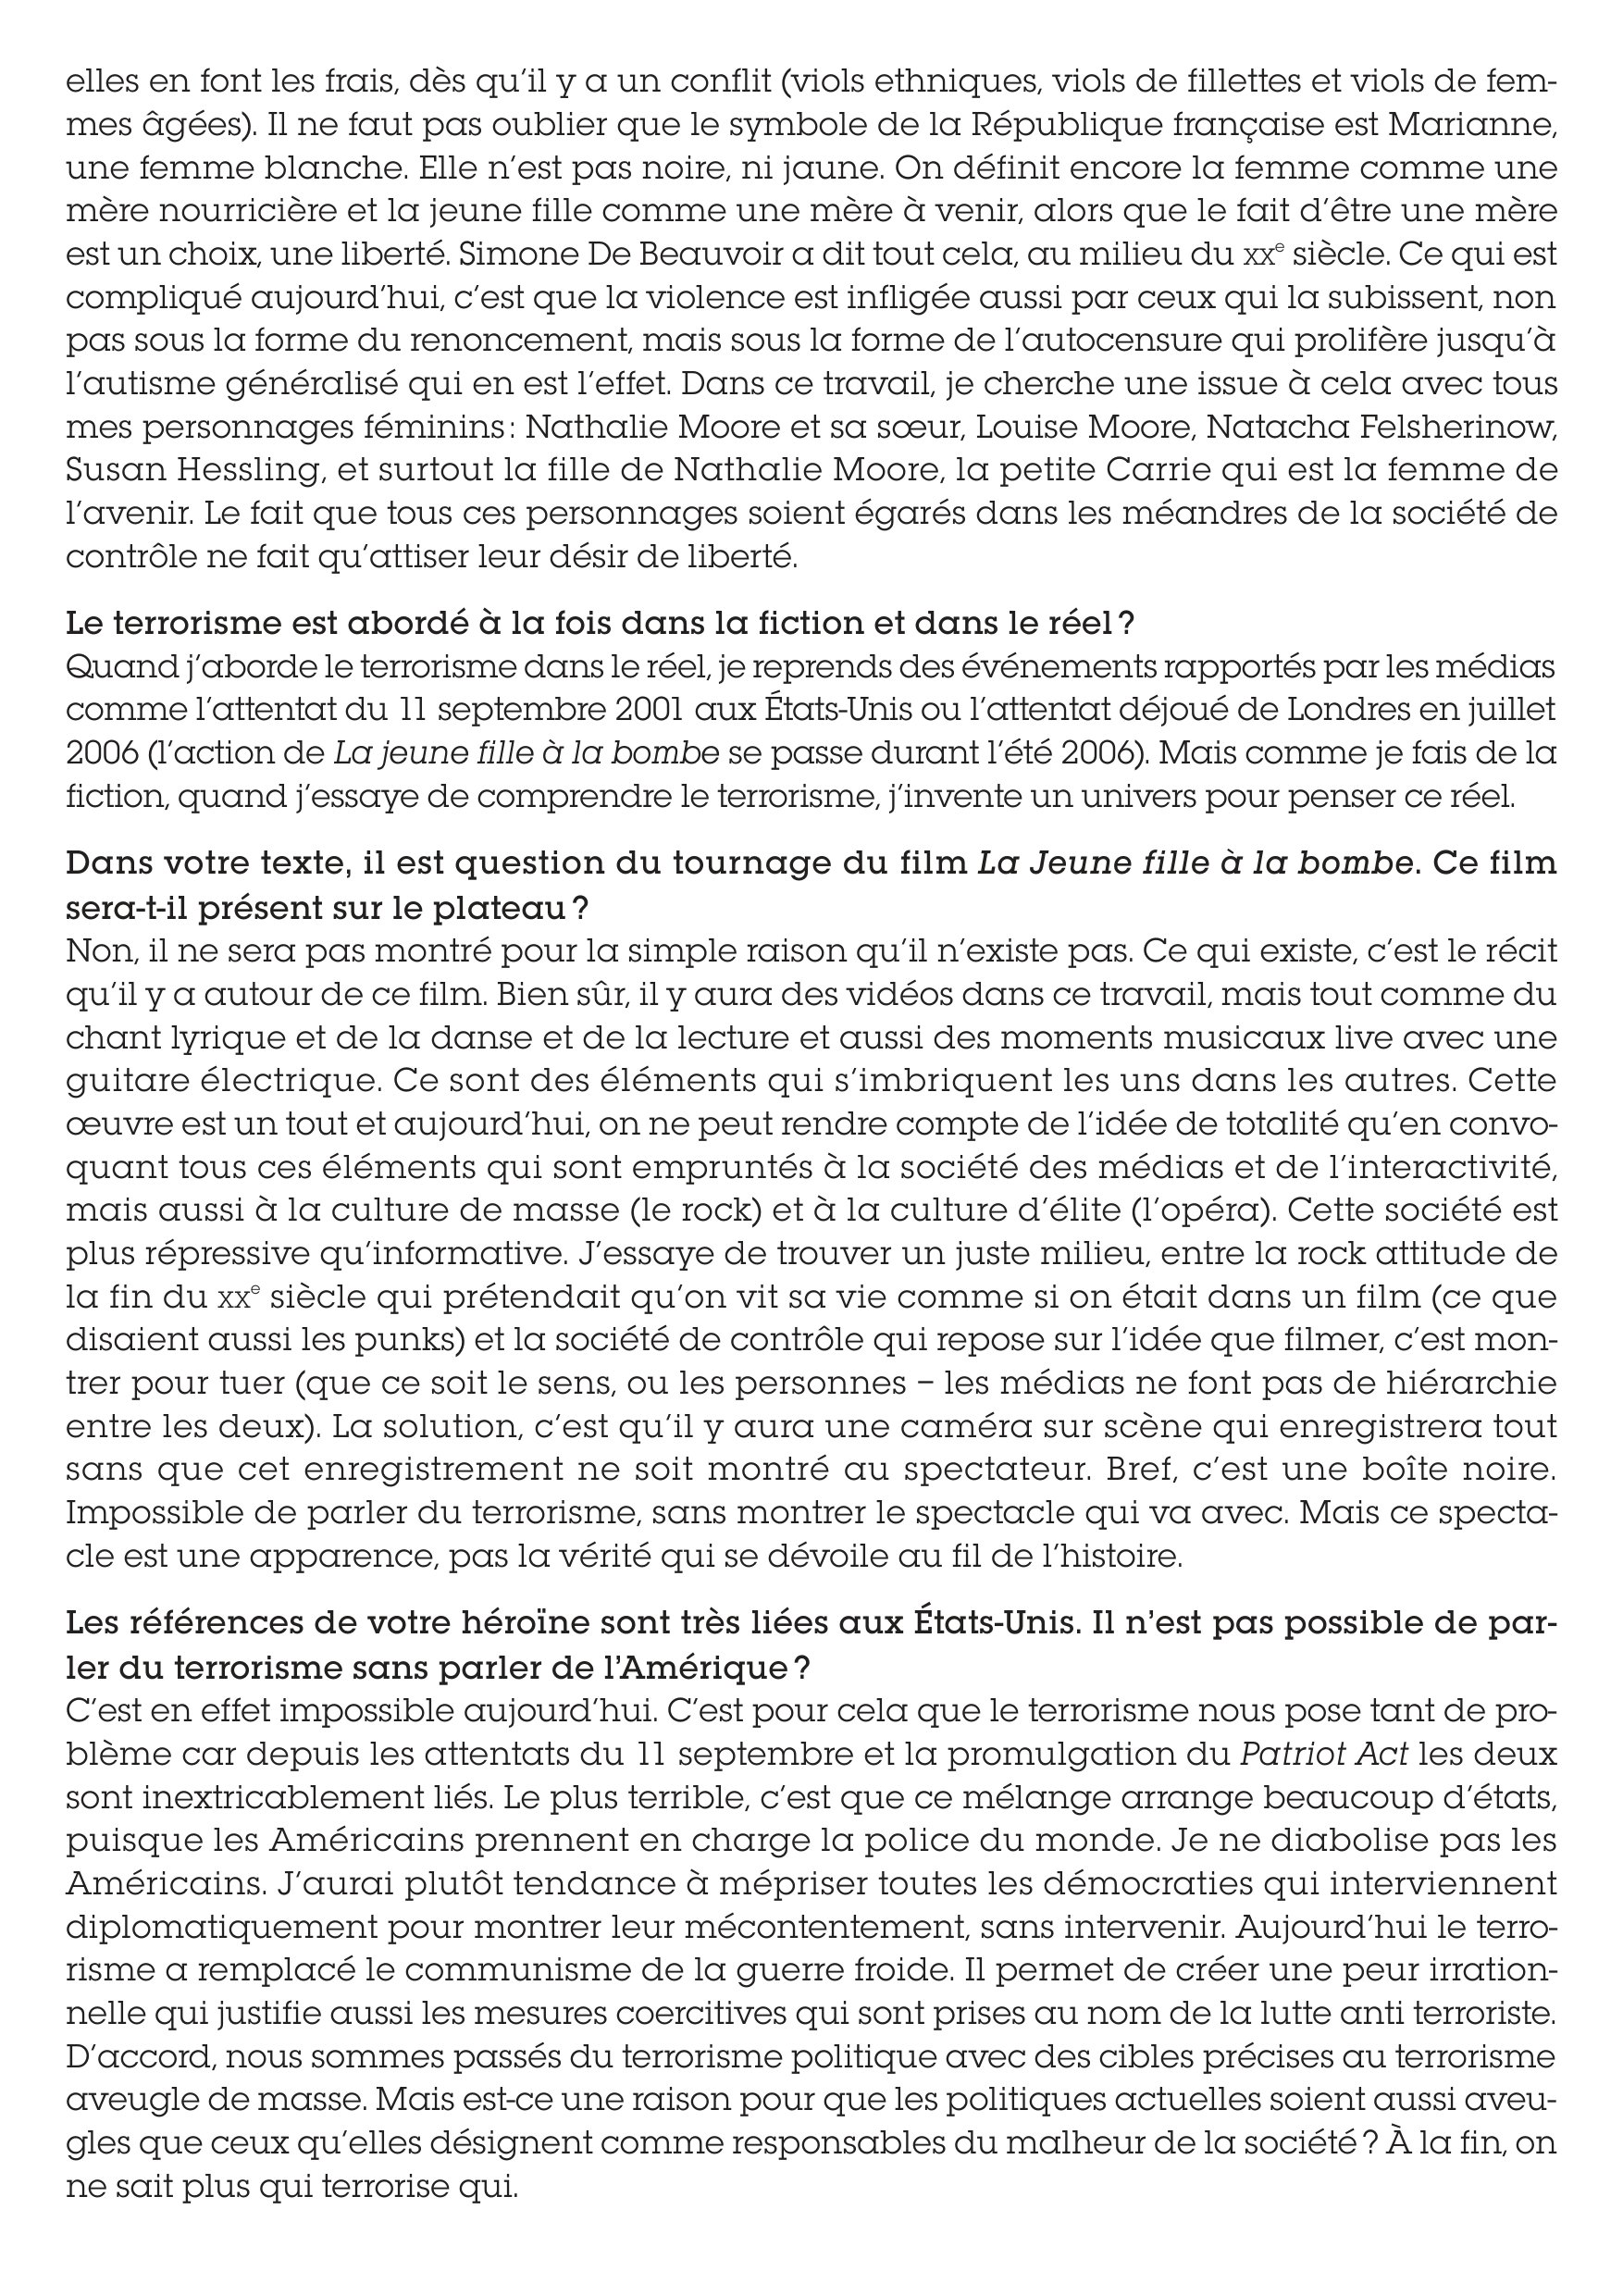 elles en font les frais, dès qu’il y a un conflit (viols ethniques, viols de fillettes et viols de fem-
mes âgées). Il ne faut pas oublier que le symbole de la République française est Marianne,
une femme blanche. Elle n’est pas noire, ni jaune. On définit encore la femme comme une
mère nourricière et la jeune fille comme une mère à venir, alors que le fait d’être une mère
est un choix, une liberté. Simone De Beauvoir a dit tout cela, au milieu du XXe siècle. Ce qui est
compliqué aujourd’hui, c’est que la violence est infligée aussi par ceux qui la subissent, non
pas sous la forme du renoncement, mais sous la forme de l’autocensure qui prolifère jusqu’à
l’autisme généralisé qui en est l’effet. Dans ce travail, je cherche une issue à cela avec tous
mes personnages féminins : Nathalie Moore et sa sœur, Louise Moore, Natacha Felsherinow,
Susan Hessling, et surtout la fille de Nathalie Moore, la petite Carrie qui est la femme de
l’avenir. Le fait que tous ces personnages soient égarés dans les méandres de la société de
contrôle ne fait qu’attiser leur désir de liberté.
Le terrorisme est abordé à la fois dans la fiction et dans le réel ?
Quand j’aborde le terrorisme dans le réel, je reprends des événements rapportés par les médias
comme l’attentat du 11 septembre 2001 aux États-Unis ou l’attentat déjoué de Londres en juillet
2006 (l’action de La jeune fille à la bombe se passe durant l’été 2006). Mais comme je fais de la
fiction, quand j’essaye de comprendre le terrorisme, j’invente un univers pour penser ce réel.
Dans votre texte, il est question du tournage du film La Jeune fille à la bombe. Ce film
sera-t-il présent sur le plateau ?
Non, il ne sera pas montré pour la simple raison qu’il n’existe pas. Ce qui existe, c’est le récit
qu’il y a autour de ce film. Bien sûr, il y aura des vidéos dans ce travail, mais tout comme du
chant lyrique et de la danse et de la lecture et aussi des moments musicaux live avec une
guitare électrique. Ce sont des éléments qui s’imbriquent les uns dans les autres. Cette
œuvre est un tout et aujourd’hui, on ne peut rendre compte de l’idée de totalité qu’en convo-
quant tous ces éléments qui sont empruntés à la société des médias et de l’interactivité,
mais aussi à la culture de masse (le rock) et à la culture d’élite (l’opéra). Cette société est
plus répressive qu’informative. J’essaye de trouver un juste milieu, entre la rock attitude de
la fin du XXe siècle qui prétendait qu’on vit sa vie comme si on était dans un film (ce que
disaient aussi les punks) et la société de contrôle qui repose sur l’idée que filmer, c’est mon-
trer pour tuer (que ce soit le sens, ou les personnes – les médias ne font pas de hiérarchie
entre les deux). La solution, c’est qu’il y aura une caméra sur scène qui enregistrera tout
sans que cet enregistrement ne soit montré au spectateur. Bref, c’est une boîte noire.
Impossible de parler du terrorisme, sans montrer le spectacle qui va avec. Mais ce specta-
cle est une apparence, pas la vérité qui se dévoile au fil de l’histoire.
Les références de votre héroïne sont très liées aux États-Unis. Il n’est pas possible de par-
ler du terrorisme sans parler de l’Amérique ?
C’est en effet impossible aujourd’hui. C’est pour cela que le terrorisme nous pose tant de pro-
blème car depuis les attentats du 11 septembre et la promulgation du Patriot Act les deux
sont inextricablement liés. Le plus terrible, c’est que ce mélange arrange beaucoup d’états,
puisque les Américains prennent en charge la police du monde. Je ne diabolise pas les
Américains. J’aurai plutôt tendance à mépriser toutes les démocraties qui interviennent
diplomatiquement pour montrer leur mécontentement, sans intervenir. Aujourd’hui le terro-
risme a remplacé le communisme de la guerre froide. Il permet de créer une peur irration-
nelle qui justifie aussi les mesures coercitives qui sont prises au nom de la lutte anti terroriste.
D’accord, nous sommes passés du terrorisme politique avec des cibles précises au terrorisme
aveugle de masse. Mais est-ce une raison pour que les politiques actuelles soient aussi aveu-
gles que ceux qu’elles désignent comme responsables du malheur de la société ? À la fin, on
ne sait plus qui terrorise qui.